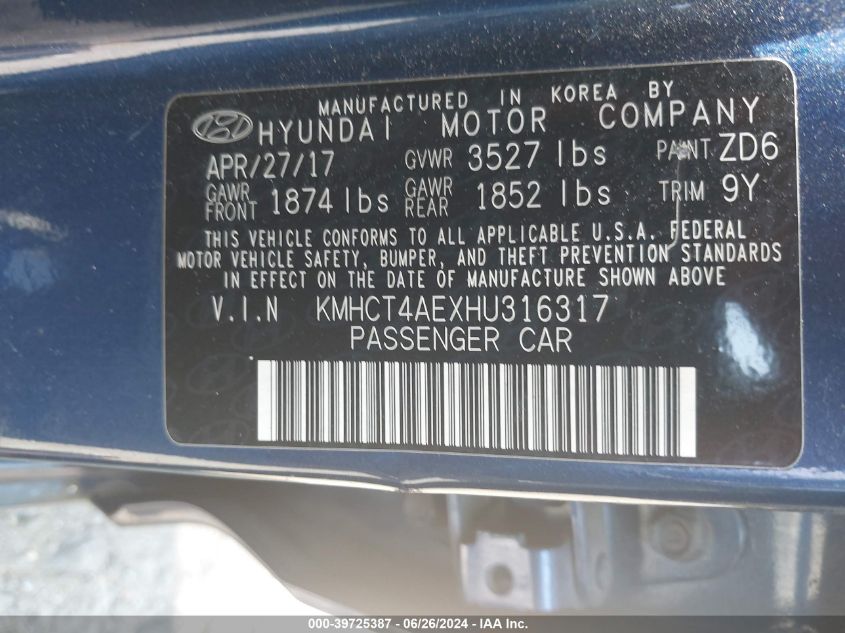 MANUFACTURED IN KOREA BY
HYUNDAI MOTOR COMPANY
APR/27/17 GVWR 3527 lbs PAINT ZD6
GAWR FRONT 1874 lbs GAWR REAR 1852 lbs TRIM 9Y
THIS VEHICLE CONFORMS TO ALL APPLICABLE U.S.A. FEDERAL
MOTOR VEHICLE SAFETY, BUMPER, AND THEFT PREVENTION STANDARDS
IN EFFECT ON THE DATE OF MANUFACTURE SHOWN ABOVE
V.I.N KMHCT4AEXHU316317
PASSENGER CAR
000-39725387 - 06/26/2024 - IAA Inc.